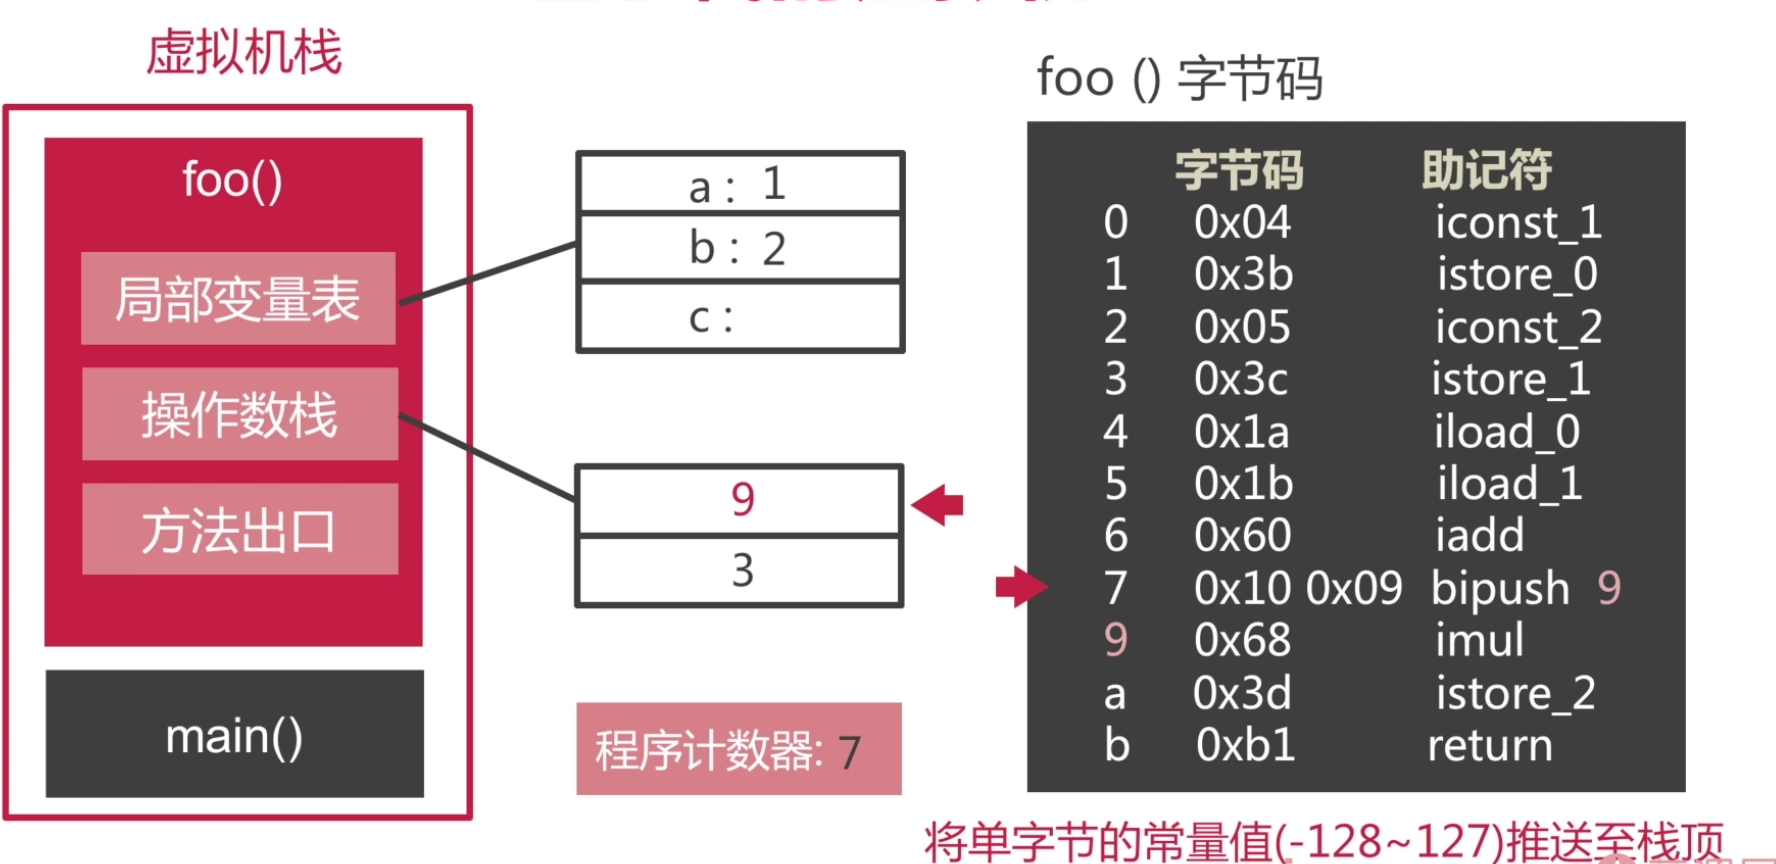 虚拟机栈
foo()
局部变量表
操作数栈
方法出口
main()
a : 1
b : 2
c :
9
3
程序计数器: 7
foo () 字节码
字节码 助记符
0 0x04 iconst_1
1 0x3b istore_0
2 0x05 iconst_2
3 0x3c istore_1
4 0x1a iload_0
5 0x1b iload_1
6 0x60 iadd
7 0x10 0x09 bipush 9
9 0x68 imul
a 0x3d istore_2
b 0xb1 return
将单字节的常量值(-128~127)推送至栈顶